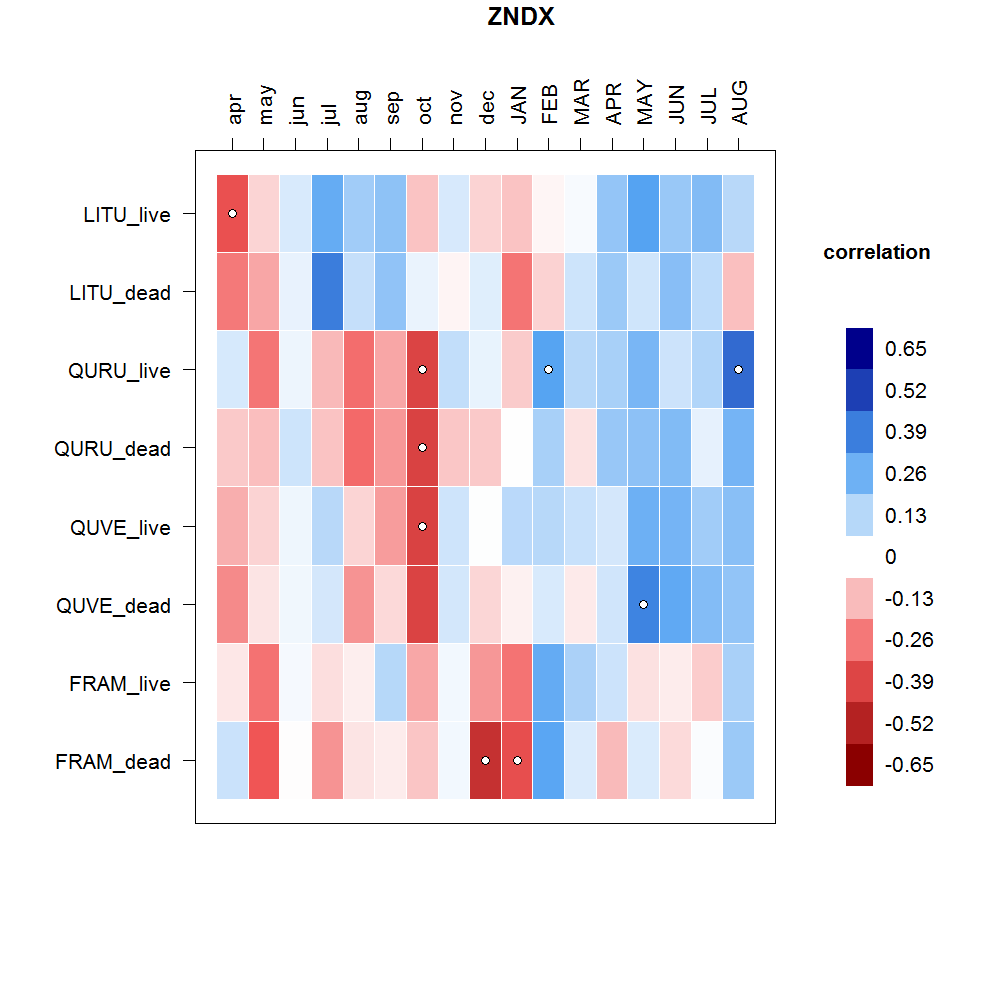 ZNDX
apr may jun jul aug sep oct nov dec JAN FEB MAR APR MAY JUN JUL AUG
LITU_live
LITU_dead
QURU_live
QURU_dead
QUVE_live
QUVE_dead
FRAM_live
FRAM_dead
correlation
0.65
0.52
0.39
0.26
0.13
0
-0.13
-0.26
-0.39
-0.52
-0.65